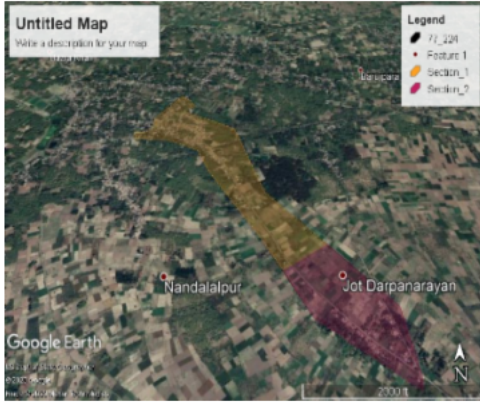 Untitled Map
Write a description for your map
Legend
77_224
Feature 1
Section_1
Section_2
Nandalalpur
Jot Darpanarayan
Google Earth
N
2000 ft